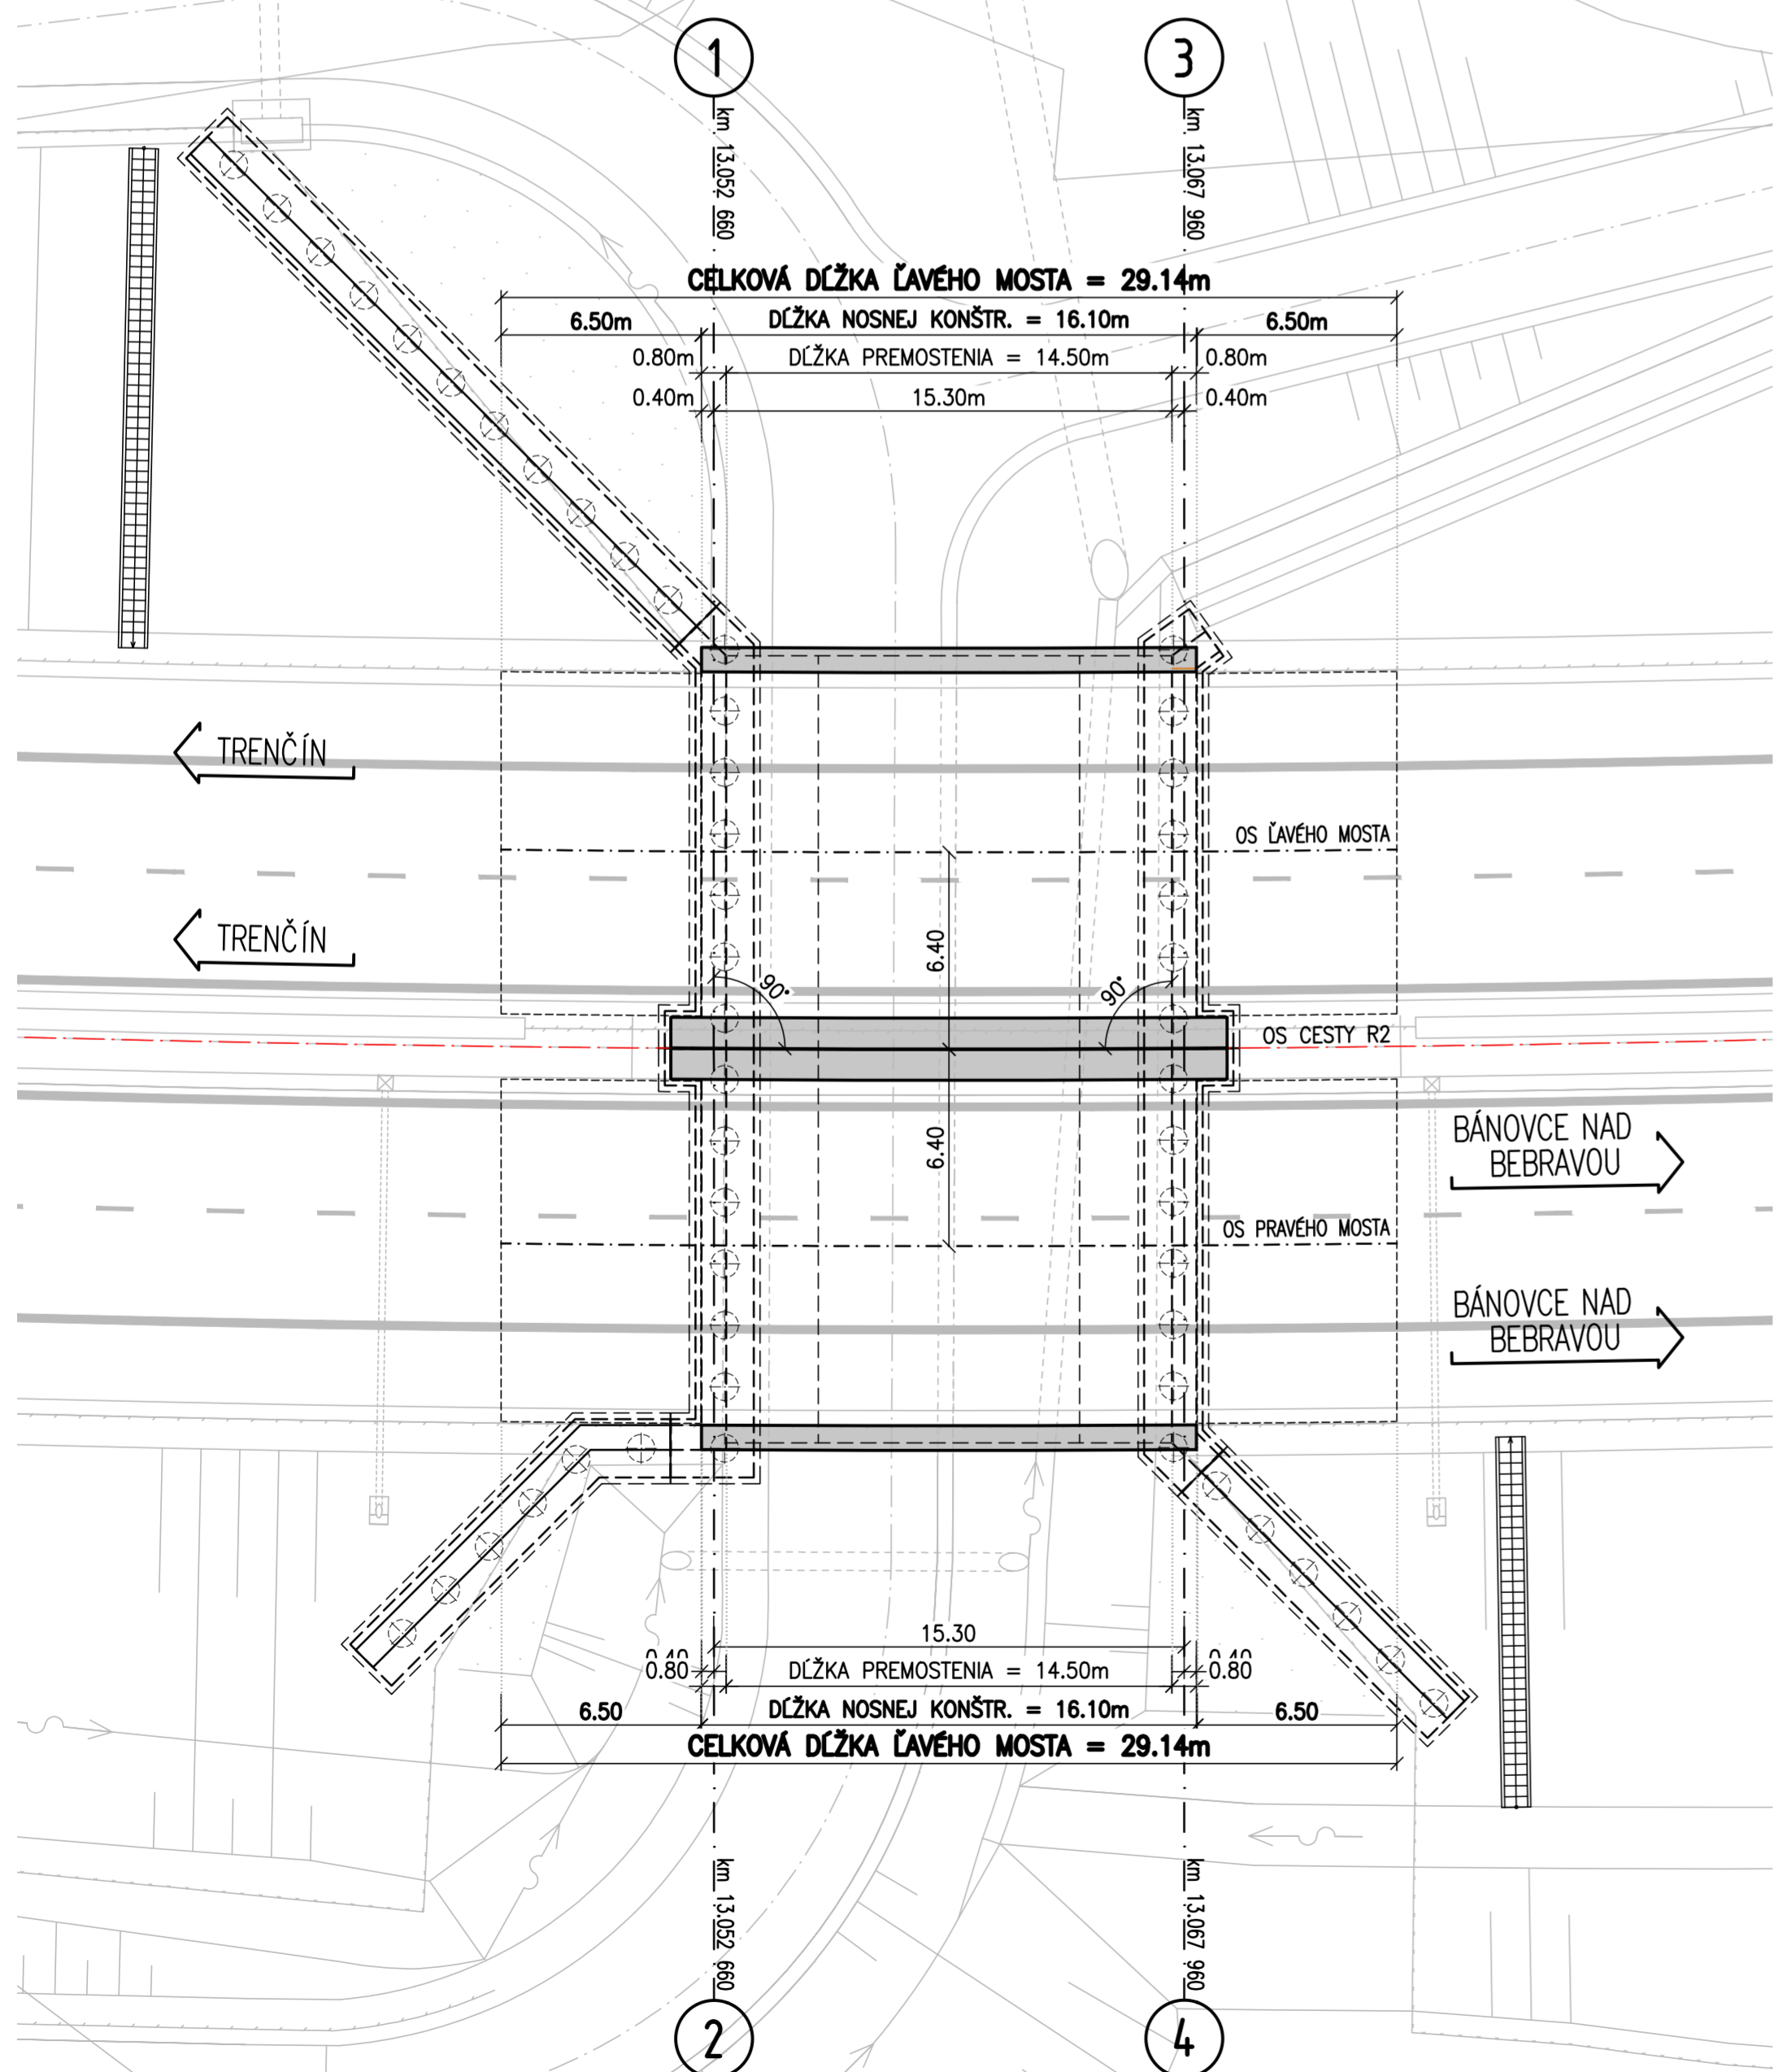 1
3
km 13.052 660
km 13.067 960
CELKOVÁ DĹŽKA ĽAVÉHO MOSTA = 29.14m
6.50m
DĹŽKA NOSNEJ KONŠTR. = 16.10m
6.50m
0.80m
DĹŽKA PREMOSTENIA = 14.50m
0.80m
0.40m
15.30m
0.40m
TRENČÍN
OS ĽAVÉHO MOSTA
TRENČÍN
6.40
90°
90°
OS CESTY R2
6.40
BÁNOVCE NAD
BEBRAVOU
OS PRAVÉHO MOSTA
BÁNOVCE NAD
BEBRAVOU
15.30
0.40
0.40
0.80
DĹŽKA PREMOSTENIA = 14.50m
0.80
6.50
DĹŽKA NOSNEJ KONŠTR. = 16.10m
6.50
CELKOVÁ DĹŽKA ĽAVÉHO MOSTA = 29.14m
km 13.052 660
km 13.067 960
2
4